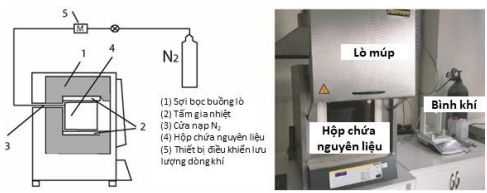 5
1
4
M
N₂
(1) Sợi bọc buồng lò
(2) Tấm gia nhiệt
(3) Cửa nạp N₂
(4) Hộp chứa nguyên liệu
(5) Thiết bị điều khiển lưu
lượng dòng khí
3
2
Lò múp
Bình khí
Hộp chứa
nguyên liệu